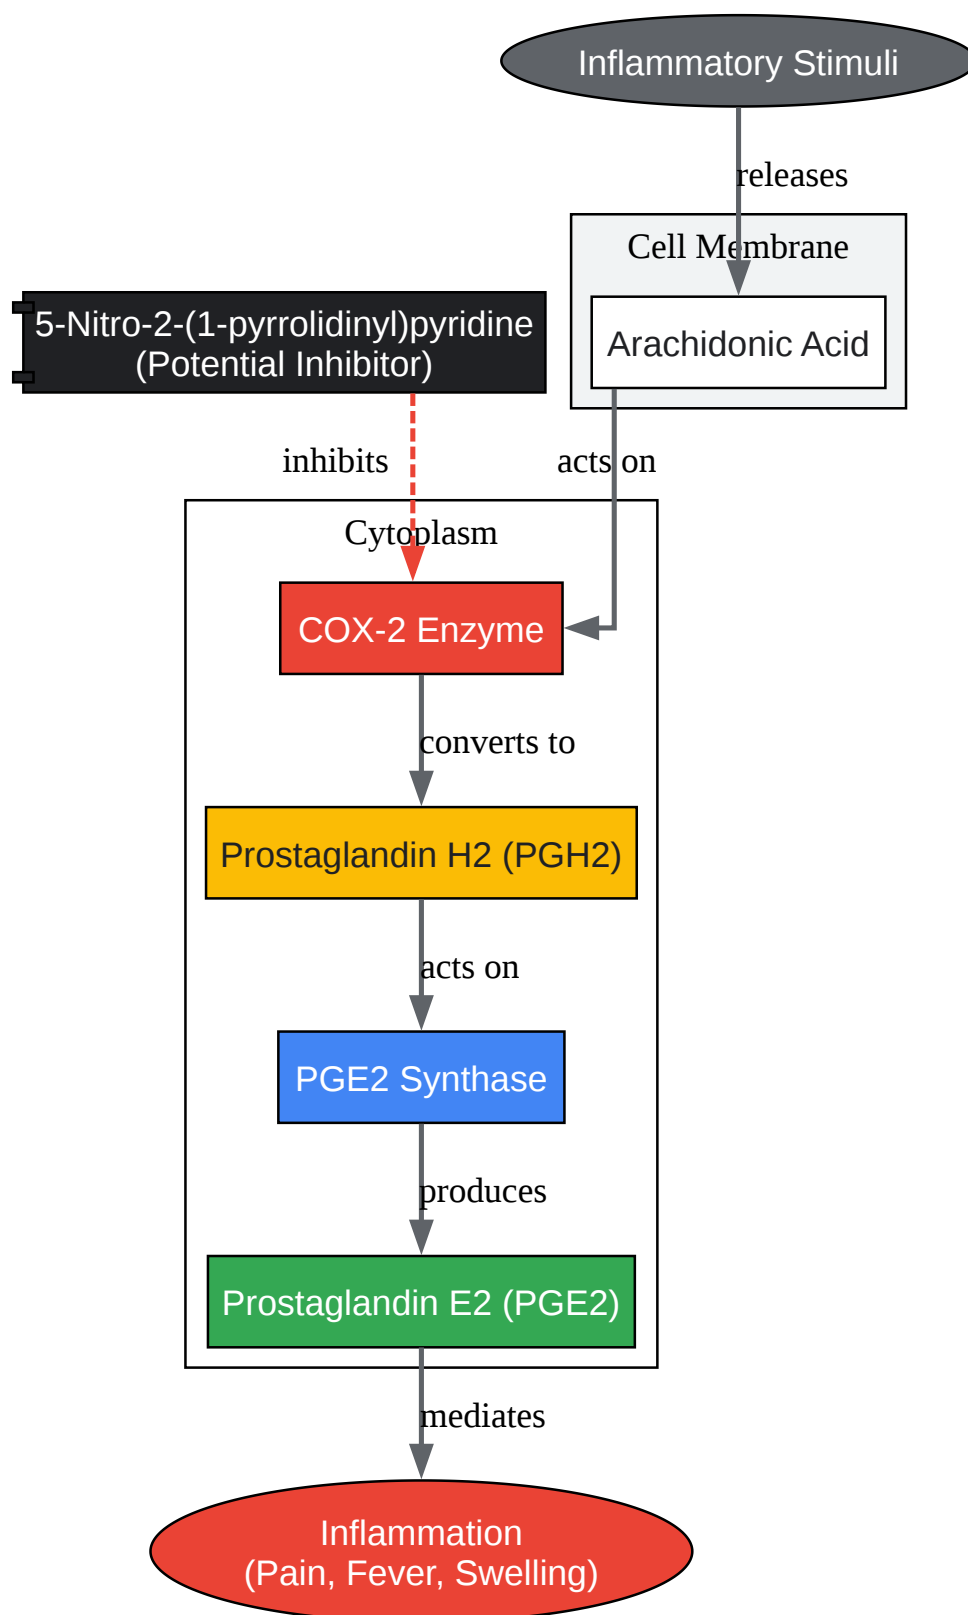 Inflammatory Stimuli
releases
Cell Membrane
5-Nitro-2-(1-pyrrolidinyl)pyridine
(Potential Inhibitor)
Arachidonic Acid
inhibits
acts on
Cytoplasm
COX-2 Enzyme
converts to
Prostaglandin H2 (PGH2)
acts on
PGE2 Synthase
produces
Prostaglandin E2 (PGE2)
mediates
Inflammation
(Pain, Fever, Swelling)